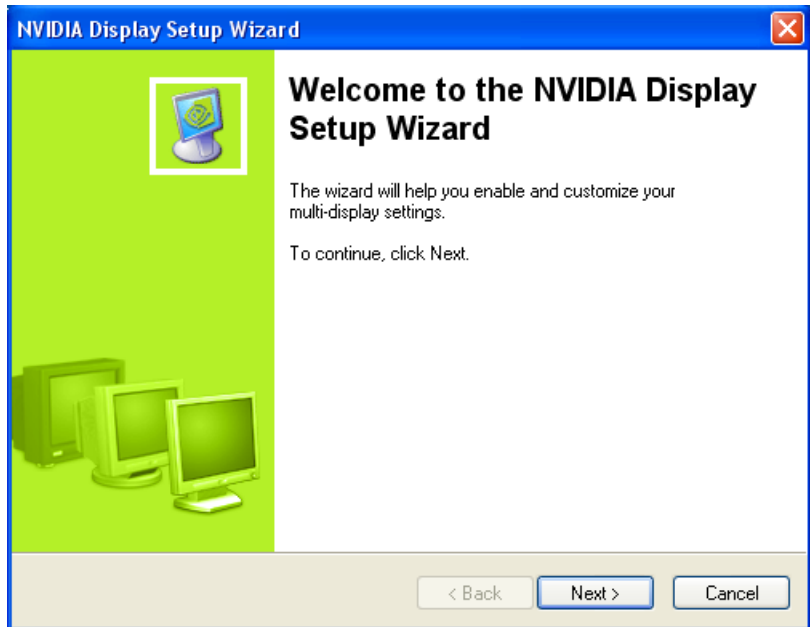 NVIDIA Display Setup Wizard
Welcome to the NVIDIA Display
Setup Wizard
The wizard will help you enable and customize your
multi-display settings.
To continue, click Next.
< Back
Next >
Cancel